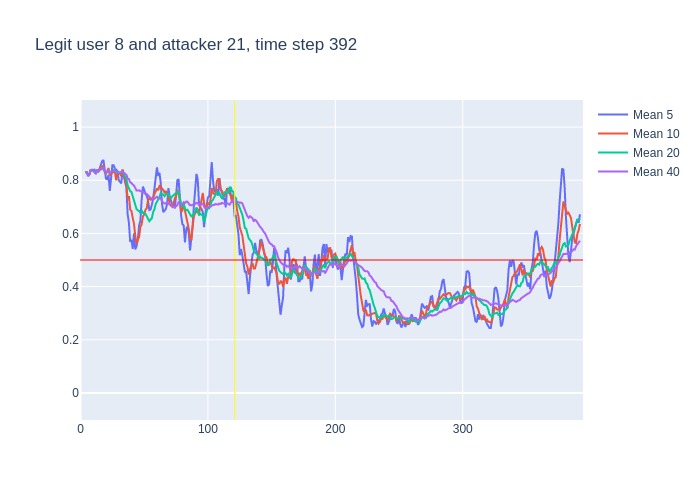 Legit user 8 and attacker 21, time step 392
Mean 5
Mean 10
Mean 20
Mean 40
1
0.8
0.6
0.4
0.2
0
0 100 200 300